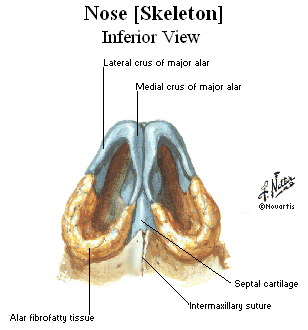 Nose [Skeleton]
Inferior View
Lateral crus of major alar
Medial crus of major alar
F. Netter
©Novartis
Septal cartilage
Intermaxillary suture
Alar fibrofatty tissue